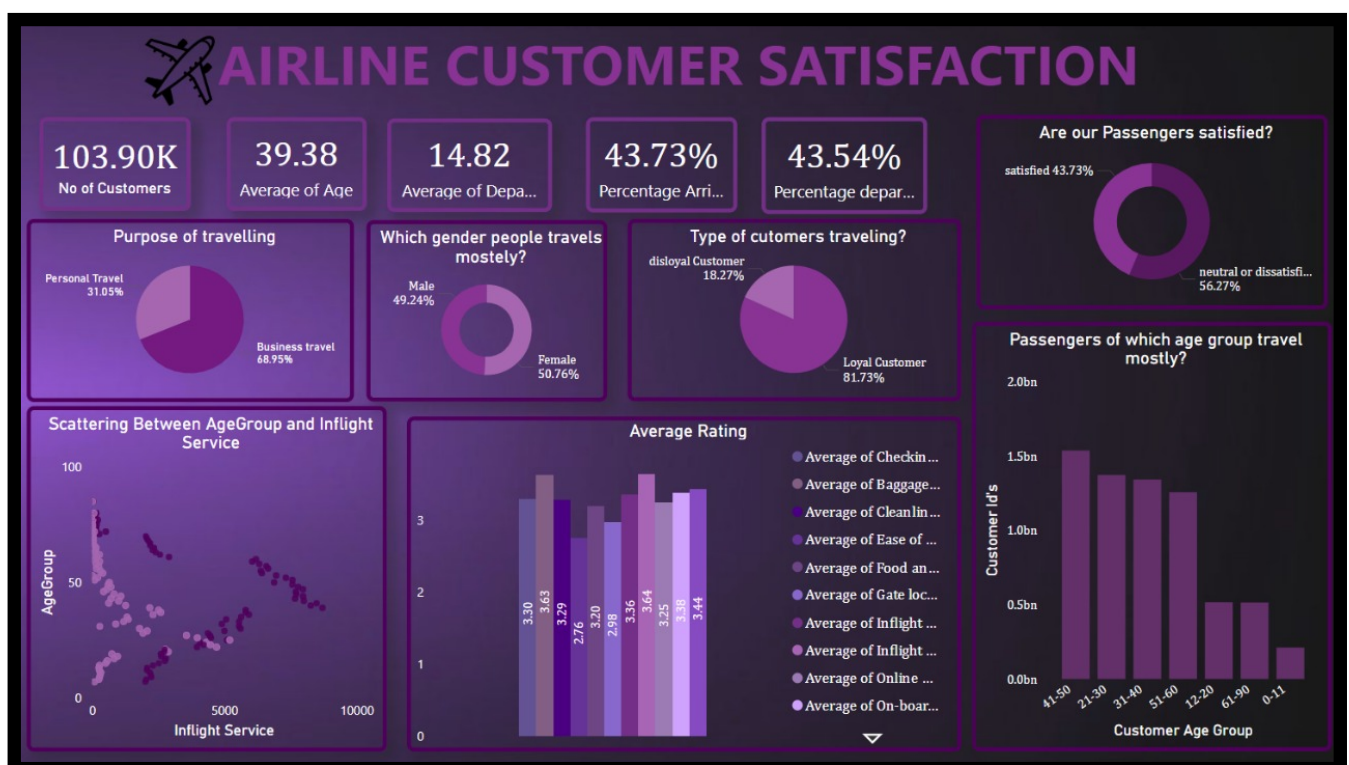 AIRLINE CUSTOMER SATISFACTION
103.90K
No of Customers
39.38
Average of Age
14.82
Average of Depa...
43.73%
Percentage Arri...
43.54%
Percentage depar...
Are our Passengers satisfied?
satisfied 43.73%
neutral or dissatisfi...
56.27%
Purpose of travelling
Personal Travel
31.05%
Business travel
68.95%
Which gender people travels
mostely?
Male
49.24%
Female
50.76%
Type of cutomers traveling?
disloyal Customer
18.27%
Loyal Customer
81.73%
Passengers of which age group travel
mostly?
2.0bn
1.5bn
1.0bn
0.5bn
0.0bn
Customer Id's
41-50
21-30
31-40
51-60
12-20
61-90
0-11
Customer Age Group
Scattering Between AgeGroup and Inflight
Service
100
50
0
AgeGroup
0
5000
10000
Inflight Service
Average Rating
3
2
1
0
3.30
3.63
3.29
2.76
3.20
2.98
3.36
3.64
3.25
3.38
3.44
Average of Checkin ...
Average of Baggage...
Average of Cleanlin...
Average of Ease of ...
Average of Food an...
Average of Gate loc...
Average of Inflight ...
Average of Inflight ...
Average of Online ...
Average of On-boar...